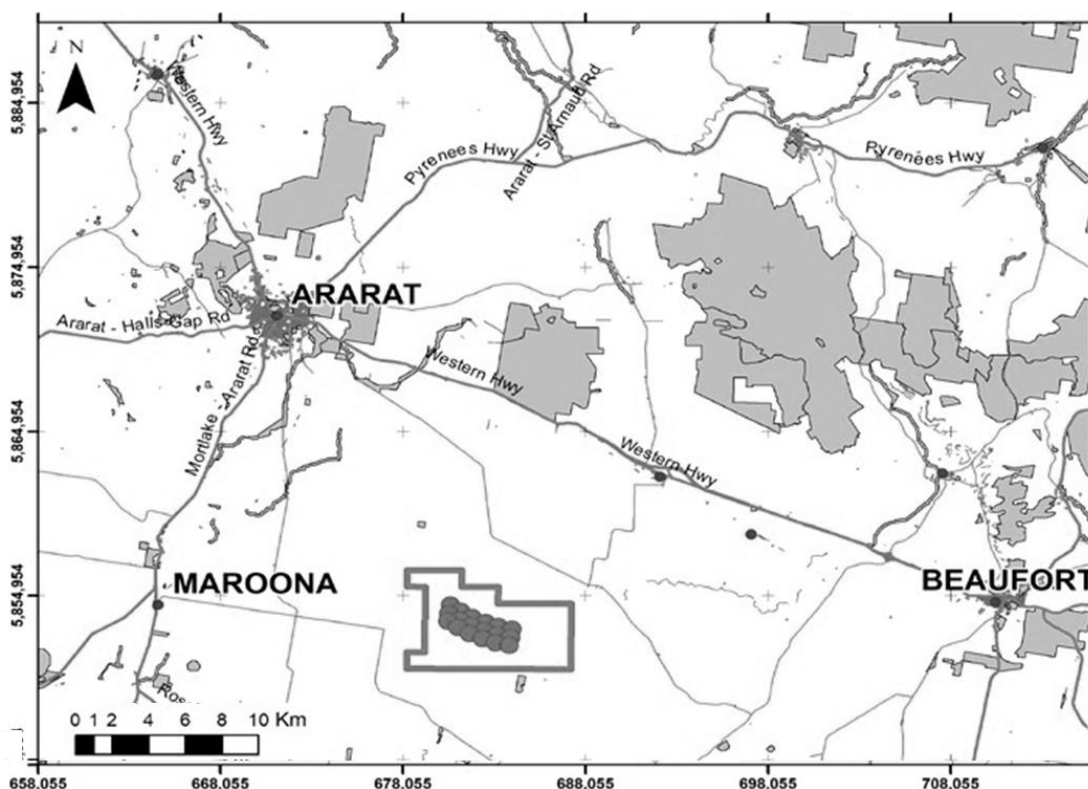 N
5,884,954
5,874,954
5,864,954
5,854,954
Western Hwy
Pyrenees Hwy
Ararat - St Arnaud Rd
Pyrenees Hwy
ARARAT
Ararat - Halls Gap Rd
Mortlake - Ararat Rd
Western Hwy
Western Hwy
MAROONA
BEAUFORT
Ros
0 1 2 4 6 8 10 Km
658,055 668,055 678,055 688,055 698,055 708,055